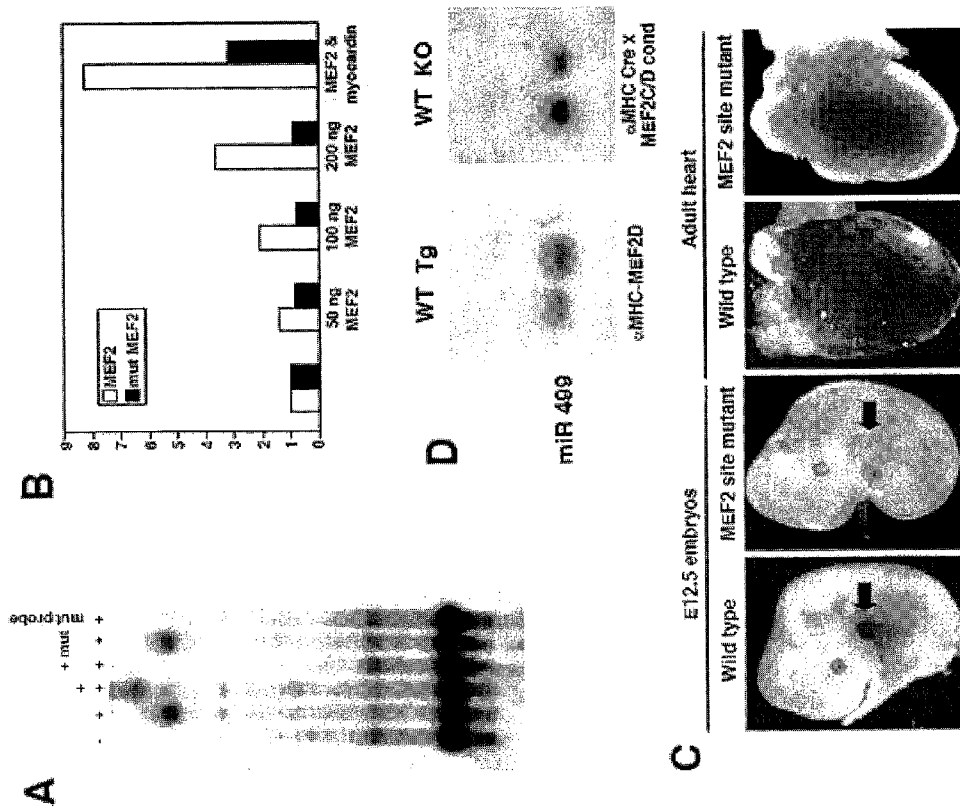 A
mutprobe
+ mut
+
- + + + + +
B
9
8
7
6
5
4
3
2
1
0
MEF2
mut MEF2
50 ng MEF2
100 ng MEF2
200 ng MEF2
MEF2 & myocardin
C
E12.5 embryos
Adult heart
Wild type
MEF2 site mutant
Wild type
MEF2 site mutant
D
WT Tg
WT KO
miR 499
αMHC-MEF2D
αMHC Cre X
MEF2C/D cond